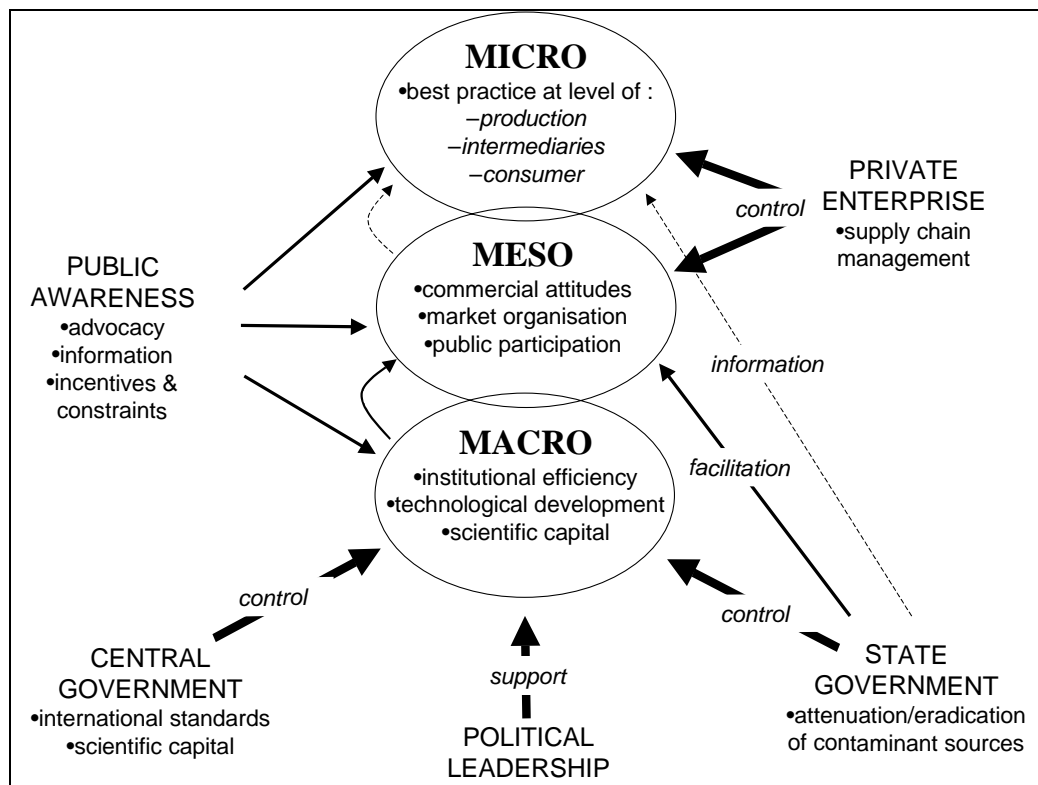 MICRO
•best practice at level of :
–production
–intermediaries
–consumer
PRIVATE
ENTERPRISE
•supply chain
management
control
MESO
•commercial attitudes
•market organisation
•public participation
PUBLIC
AWARENESS
•advocacy
•information
•incentives &
constraints
information
MACRO
•institutional efficiency
•technological development
•scientific capital
facilitation
control
control
CENTRAL
GOVERNMENT
•international standards
•scientific capital
support
POLITICAL
LEADERSHIP
STATE
GOVERNMENT
•attenuation/eradication
of contaminant sources